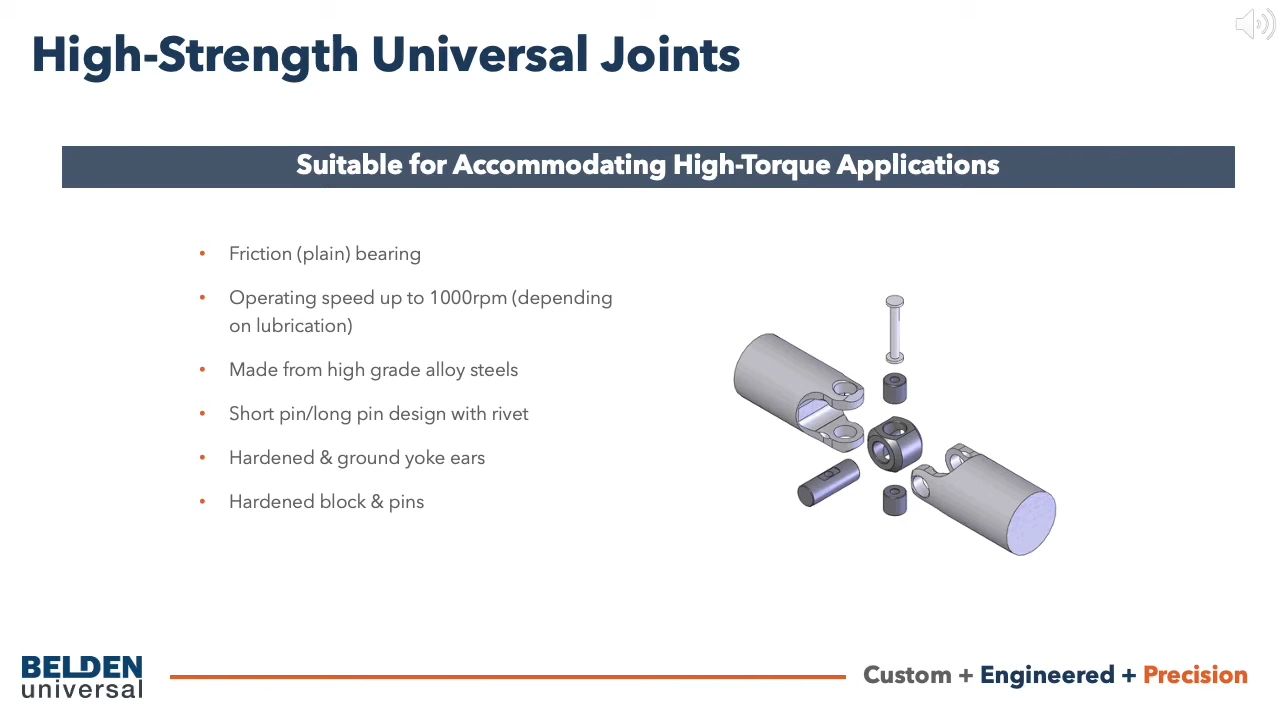 High-Strength Universal Joints
Suitable for Accommodating High-Torque Applications
• Friction (plain) bearing
• Operating speed up to 1000rpm (depending
on lubrication)
• Made from high grade alloy steels
• Short pin/long pin design with rivet
• Hardened & ground yoke ears
• Hardened block & pins
BELDEN
universal
Custom + Engineered + Precision